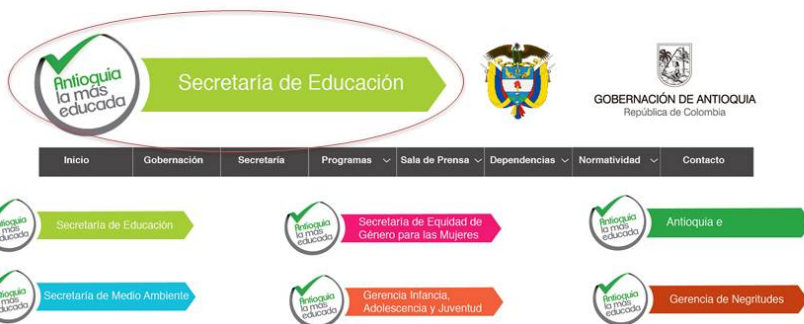 Antioquia
la más
educada
Secretaría de Educación
GOBERNACIÓN DE ANTIOQUIA
República de Colombia
Inicio Gobernación Secretaría Programas Sala de Prensa Dependencias Normatividad Contacto
Antioquia
la más
educada
Secretaría de Educación
Antioquia
la más
educada
Secretaría de Equidad de
Género para las Mujeres
Antioquia
la más
educada
Antioquia e
Antioquia
la más
educada
Secretaría de Medio Ambiente
Antioquia
la más
educada
Gerencia Infancia,
Adolescencia y Juventud
Antioquia
la más
educada
Gerencia de Negritudes